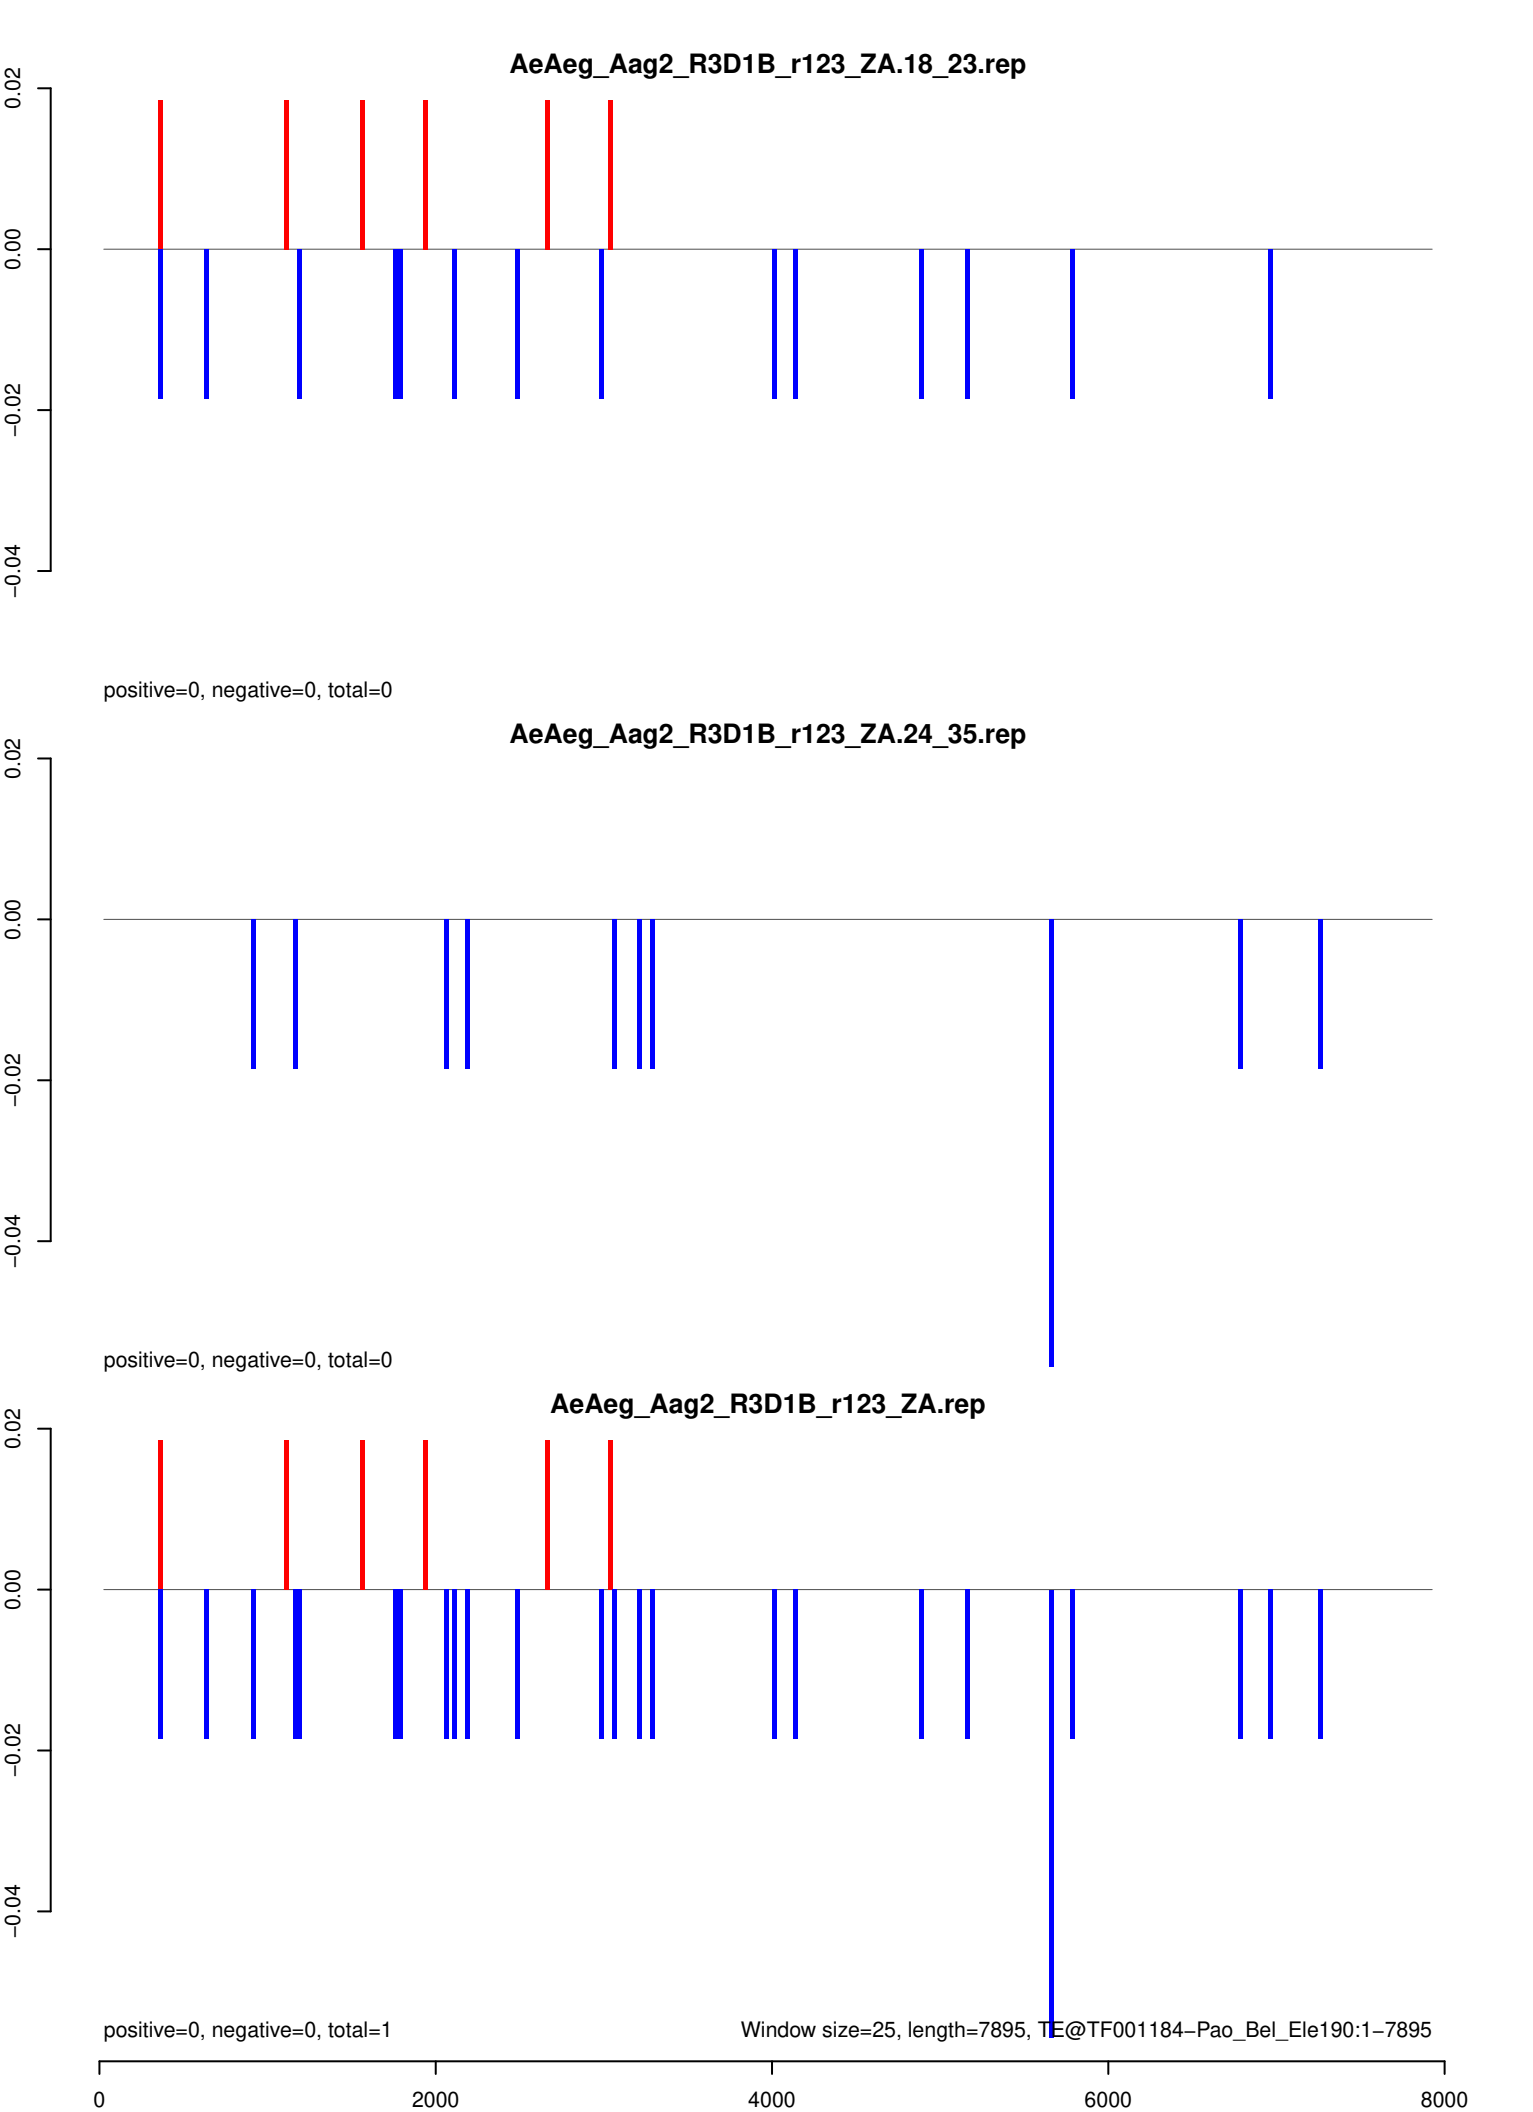 AeAeg_Aag2_R3D1B_r123_ZA.18_23.rep
0.02
0.00
−0.02
−0.04
positive=0, negative=0, total=0
AeAeg_Aag2_R3D1B_r123_ZA.24_35.rep
0.02
0.00
−0.02
−0.04
positive=0, negative=0, total=0
AeAeg_Aag2_R3D1B_r123_ZA.rep
0.02
0.00
−0.02
−0.04
positive=0, negative=0, total=1
Window size=25, length=7895, TE@TF001184−Pao_Bel_Ele190:1−7895
0 2000 4000 6000 8000